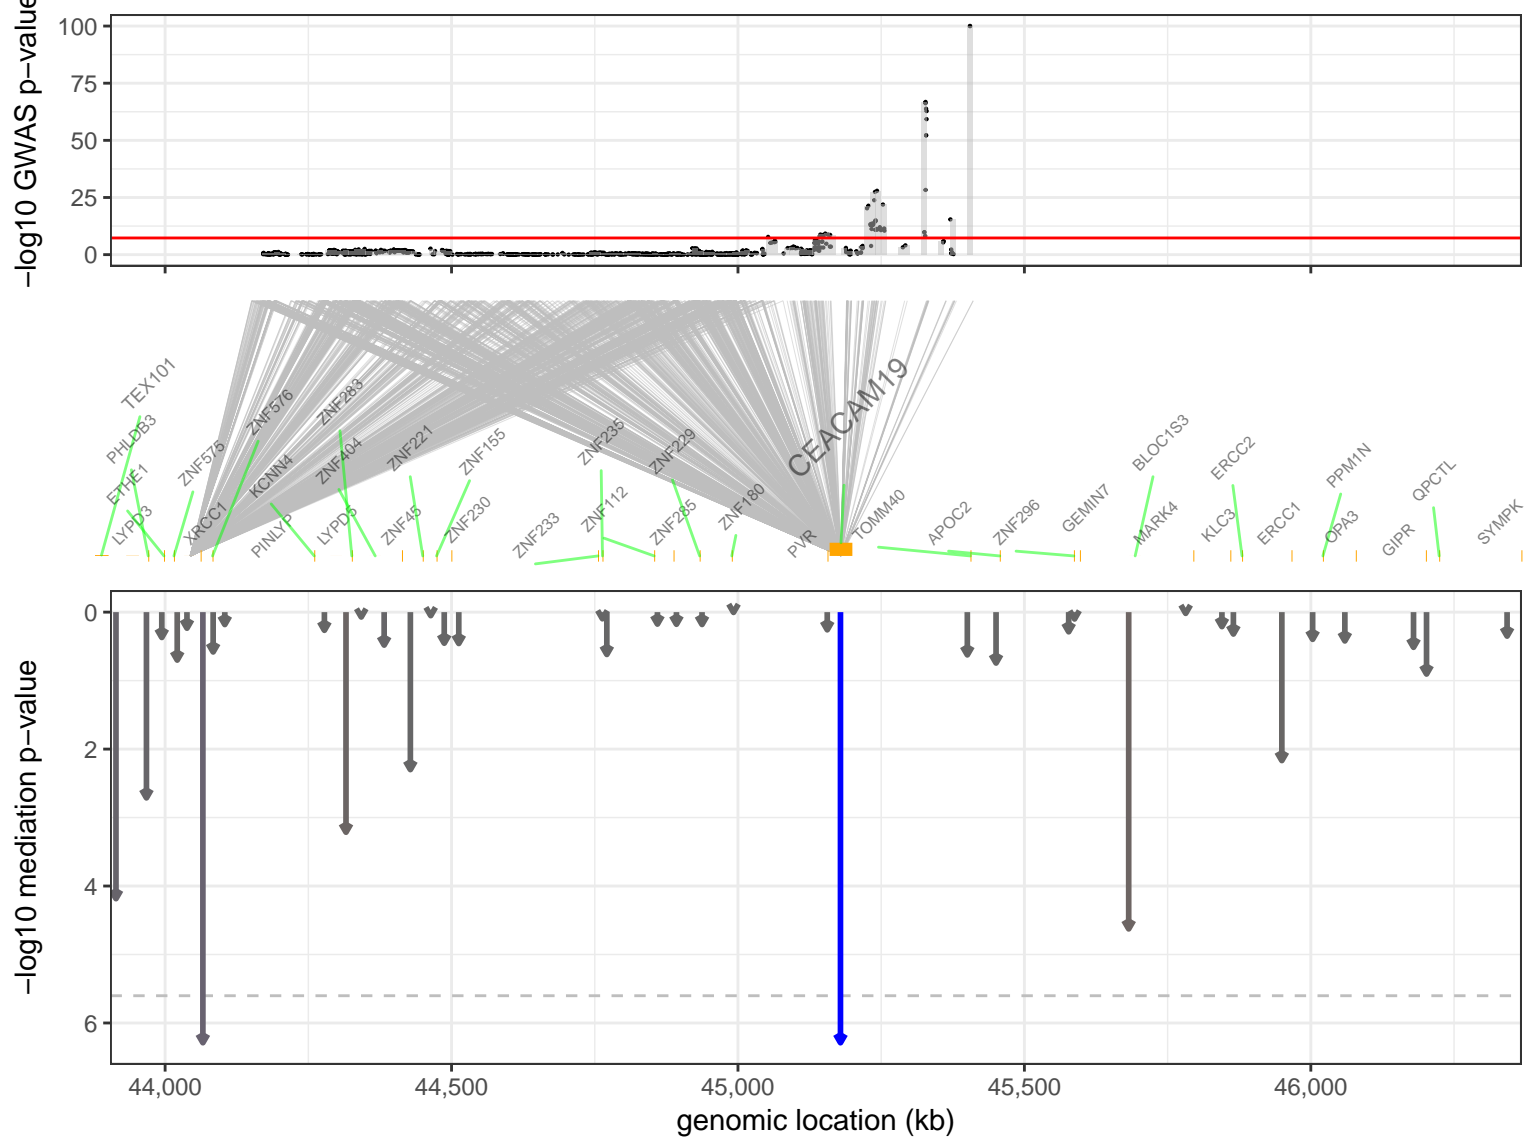 −log10 GWAS p−value
100
75
50
25
0
TEX101
PHLDB3
ETHE1
LYPD3
ZNF575
XRCC1
ZNF576
KCNN4
PINLYP
ZNF283
ZNF404
LYPD5
ZNF221
ZNF45
ZNF155
ZNF230
ZNF233
ZNF235
ZNF112
ZNF229
ZNF285
ZNF180
PVR
CEACAM19
TOMM40
APOC2
ZNF296
GEMIN7
BLOC1S3
MARK4
ERCC2
KLC3
ERCC1
PPM1N
OPA3
QPCTL
GIPR
SYMPK
−log10 mediation p−value
0
2
4
6
44,000
44,500
45,000
45,500
46,000
genomic location (kb)